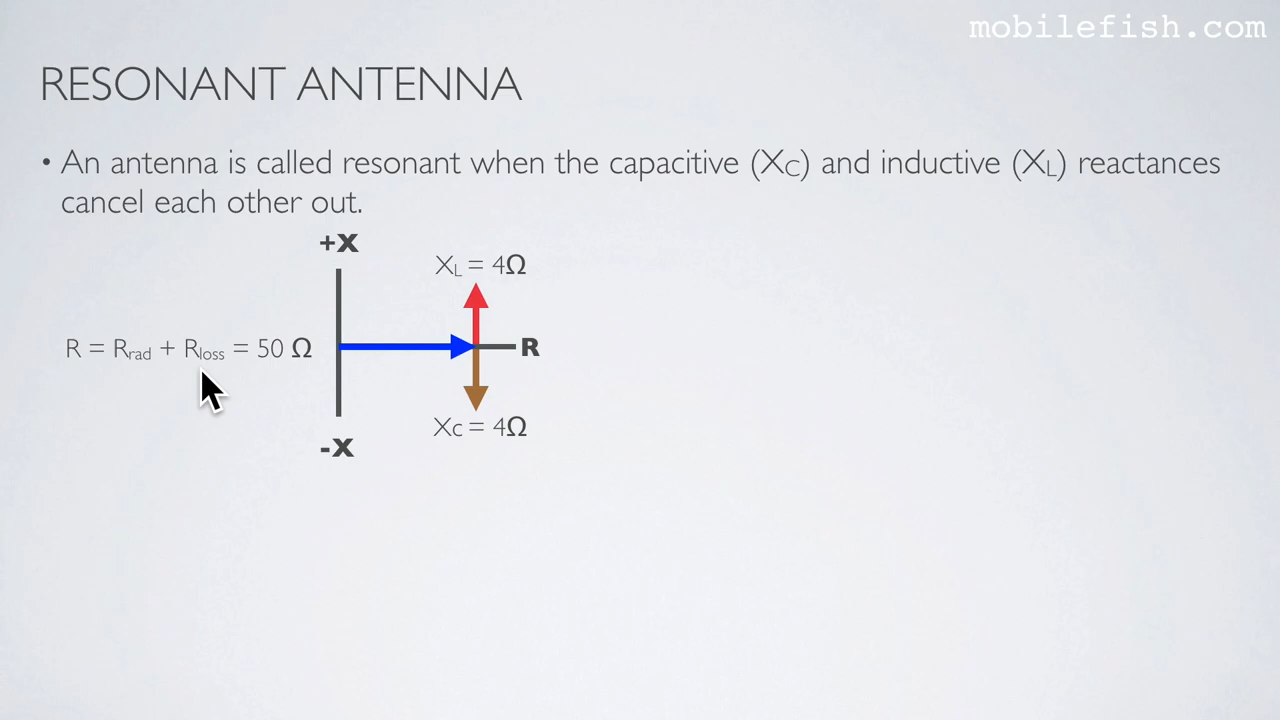 mobilefish.com
RESONANT ANTENNA
• An antenna is called resonant when the capacitive (XC) and inductive (XL) reactances
cancel each other out.
+X
XL = 4Ω
R = Rrad + Rloss = 50 Ω
R
Xc = 4Ω
-X